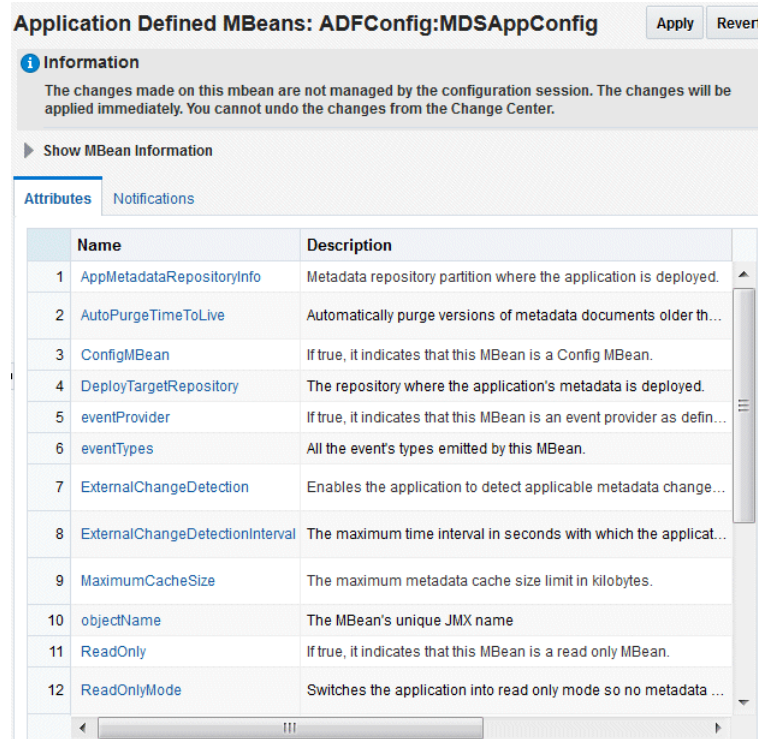 Application Defined MBeans: ADFConfig:MDSAppConfig Apply Revert
Information
The changes made on this mbean are not managed by the configuration session. The changes will be
applied immediately. You cannot undo the changes from the Change Center.
Show MBean Information
Attributes Notifications
Name Description
1 AppMetadataRepositoryInfo Metadata repository partition where the application is deployed.
2 AutoPurgeTimeToLive Automatically purge versions of metadata documents older th...
3 ConfigMBean If true, it indicates that this MBean is a Config MBean.
4 DeployTargetRepository The repository where the application's metadata is deployed.
5 eventProvider If true, it indicates that this MBean is an event provider as defin...
6 eventTypes All the event's types emitted by this MBean.
7 ExternalChangeDetection Enables the application to detect applicable metadata change...
8 ExternalChangeDetectionInterval The maximum time interval in seconds with which the applicat...
9 MaximumCacheSize The maximum metadata cache size limit in kilobytes.
10 objectName The MBean's unique JMX name
11 ReadOnly If true, it indicates that this MBean is a read only MBean.
12 ReadOnlyMode Switches the application into read only mode so no metadata ...